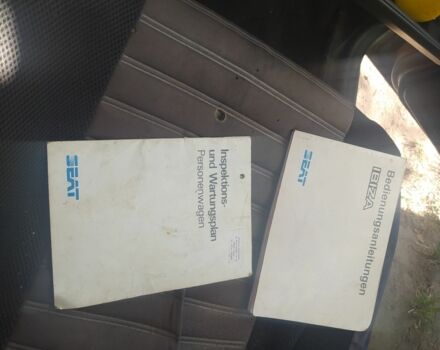 Inspektions-
und Wartungsplan
Personenwagen
SEAT
Bedienungsanleitungen
IBIZA
SEAT